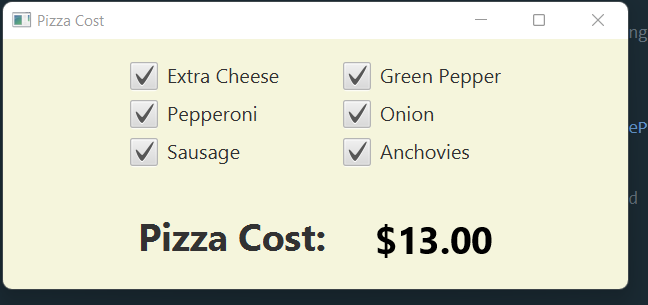 Pizza Cost
Extra Cheese
Green Pepper
Pepperoni
Onion
Sausage
Anchovies
Pizza Cost: $13.00
ng
eP
d